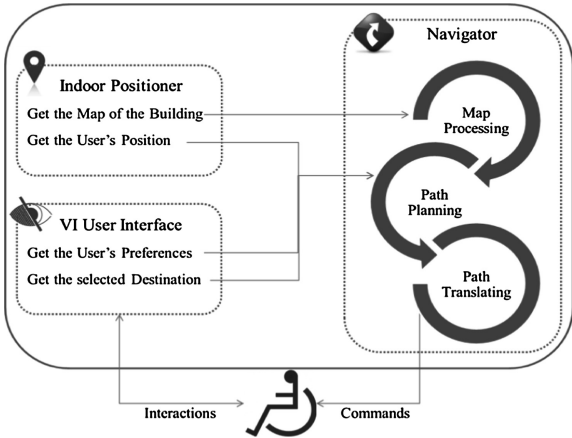 Indoor Positioner
Get the Map of the Building
Get the User's Position
VI User Interface
Get the User's Preferences
Get the selected Destination
Navigator
Map
Processing
Path
Planning
Path
Translating
Interactions
Commands